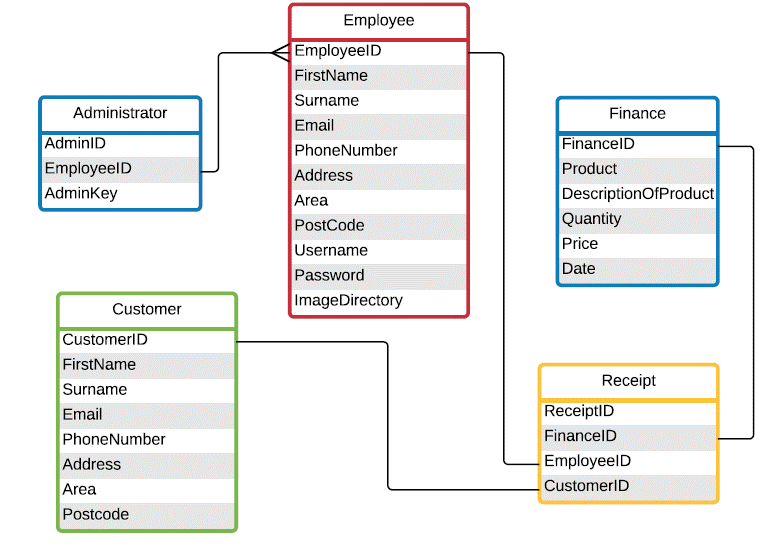 Employee
EmployeeID
FirstName
Surname
Email
PhoneNumber
Address
Area
PostCode
Username
Password
ImageDirectory
Administrator
AdminID
EmployeeID
AdminKey
Finance
FinanceID
Product
DescriptionOfProduct
Quantity
Price
Date
Customer
CustomerID
FirstName
Surname
Email
PhoneNumber
Address
Area
Postcode
Receipt
ReceiptID
FinanceID
EmployeeID
CustomerID